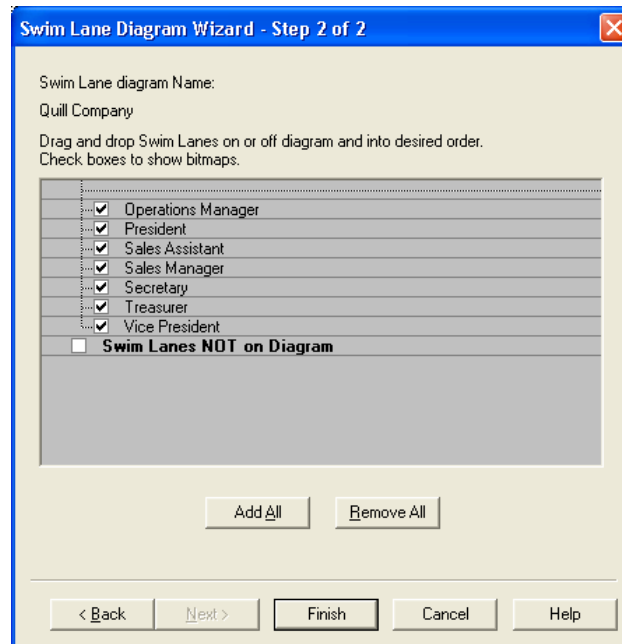 Swim Lane Diagram Wizard - Step 2 of 2
Swim Lane diagram Name:
Quill Company
Drag and drop Swim Lanes on or off diagram and into desired order.
Check boxes to show bitmaps.
Operations Manager
President
Sales Assistant
Sales Manager
Secretary
Treasurer
Vice President
Swim Lanes NOT on Diagram
Add All
Remove All
< Back
Next >
Finish
Cancel
Help